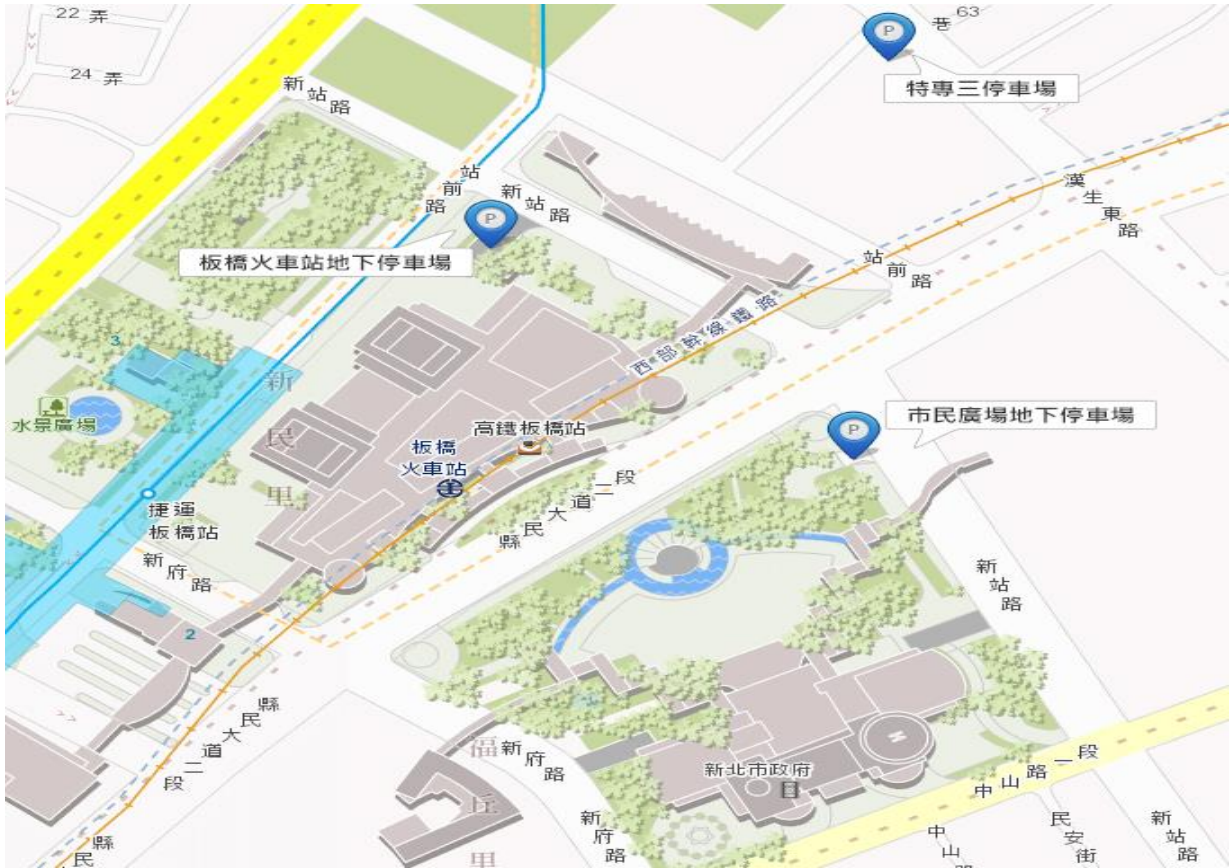 22 弄
24 弄
巷 63
P
特專三停車場
新站路
站前路
新站路
P
板橋火車站地下停車場
漢生東路
站前路
西部幹線鐵路
3
新民里
水景廣場
高鐵板橋站
板橋
火車站
P
市民廣場地下停車場
捷運
板橋站
縣民大道二段
新府路
新站路
2
縣民大道二段
福丘里
新府路
新北市政府
中山路一段
縣民
新府路
中山
民安街
新站路